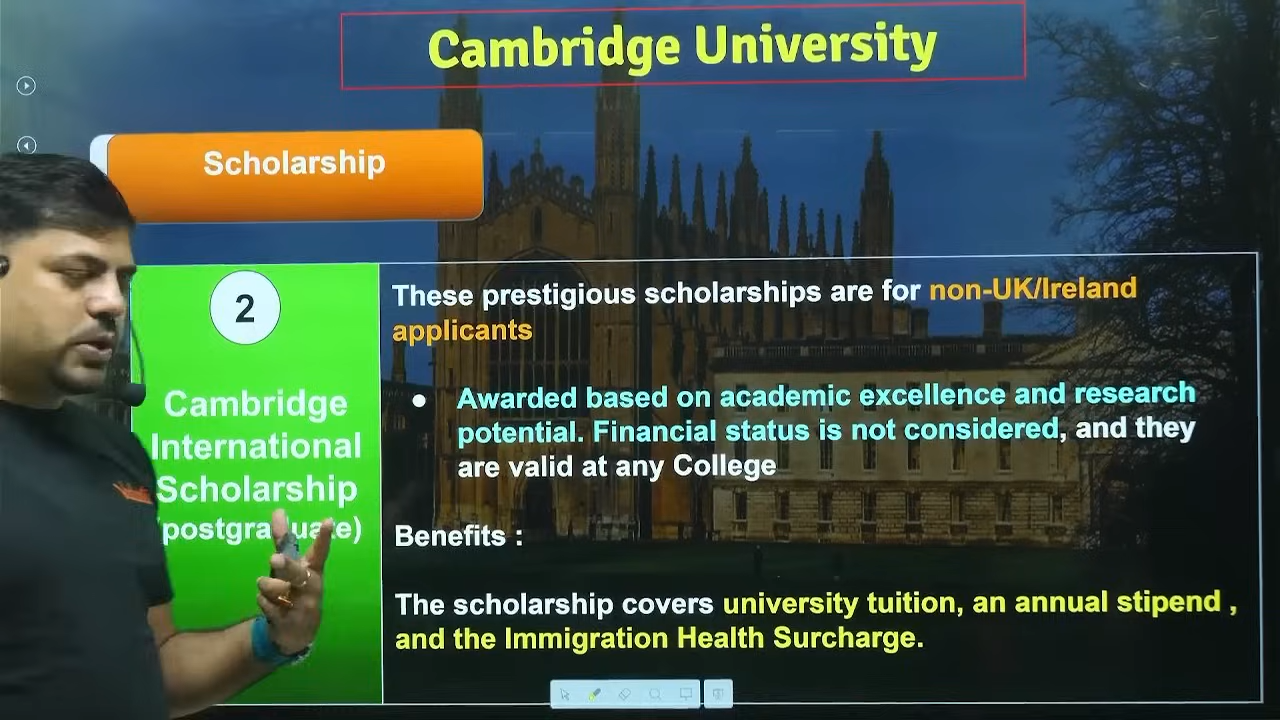 Cambridge University
Scholarship
2
Cambridge
International
Scholarship
(postgraduate)
These prestigious scholarships are for non-UK/Ireland
applicants
Awarded based on academic excellence and research
potential. Financial status is not considered, and they
are valid at any College
Benefits :
The scholarship covers university tuition, an annual stipend ,
and the Immigration Health Surcharge.